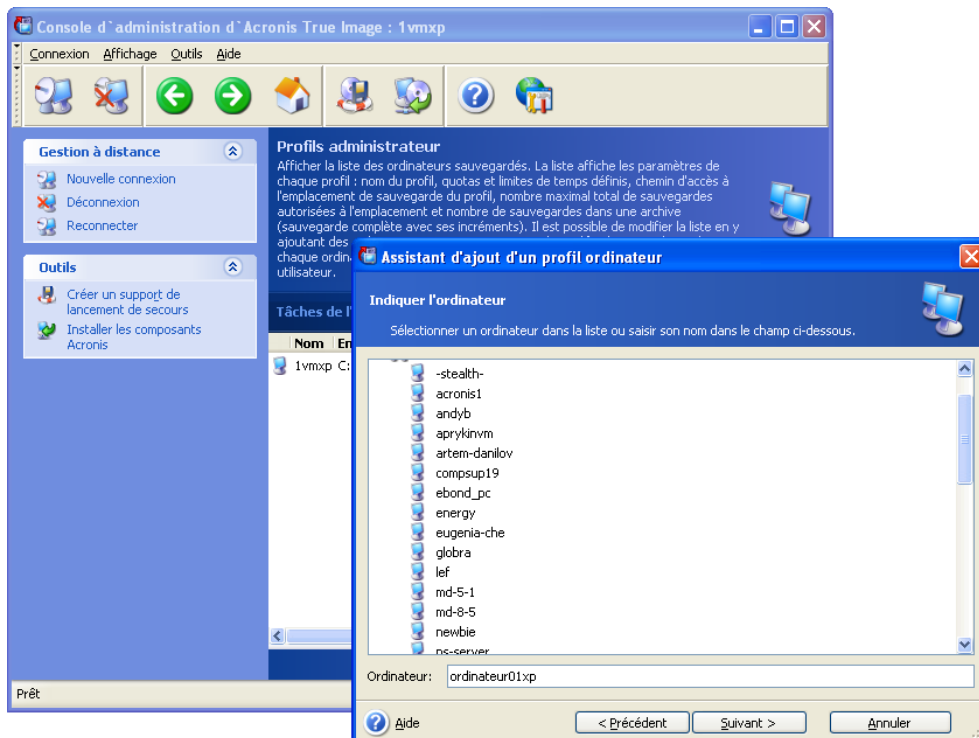 Console d`administration d`Acronis True Image : 1vmxp
Connexion Affichage Outils Aide
Gestion à distance
Nouvelle connexion
Déconnexion
Reconnecter
Outils
Créer un support de
lancement de secours
Installer les composants
Acronis
Profils administrateur
Afficher la liste des ordinateurs sauvegardés. La liste affiche les paramètres de
chaque profil : nom du profil, quotas et limites de temps définis, chemin d'accès à
l'emplacement de sauvegarde du profil, nombre maximal total de sauvegardes
autorisées à l'emplacement et nombre de sauvegardes dans une archive
(sauvegarde complète avec ses incréments). Il est possible de modifier la liste en y
ajoutant des
chaque ordin
utilisateur.
Tâches de l'
Nom En
1vmxp C:
Assistant d'ajout d'un profil ordinateur
Indiquer l'ordinateur
Sélectionner un ordinateur dans la liste ou saisir son nom dans le champ ci-dessous.
-stealth-
acronis1
andyb
aprykinvm
artem-danilov
compsup19
ebond_pc
energy
eugenia-che
globra
lef
md-5-1
md-8-5
newbie
ns-server
Ordinateur: ordinateur01xp
Aide
< Précédent
Suivant >
Annuler
Prêt